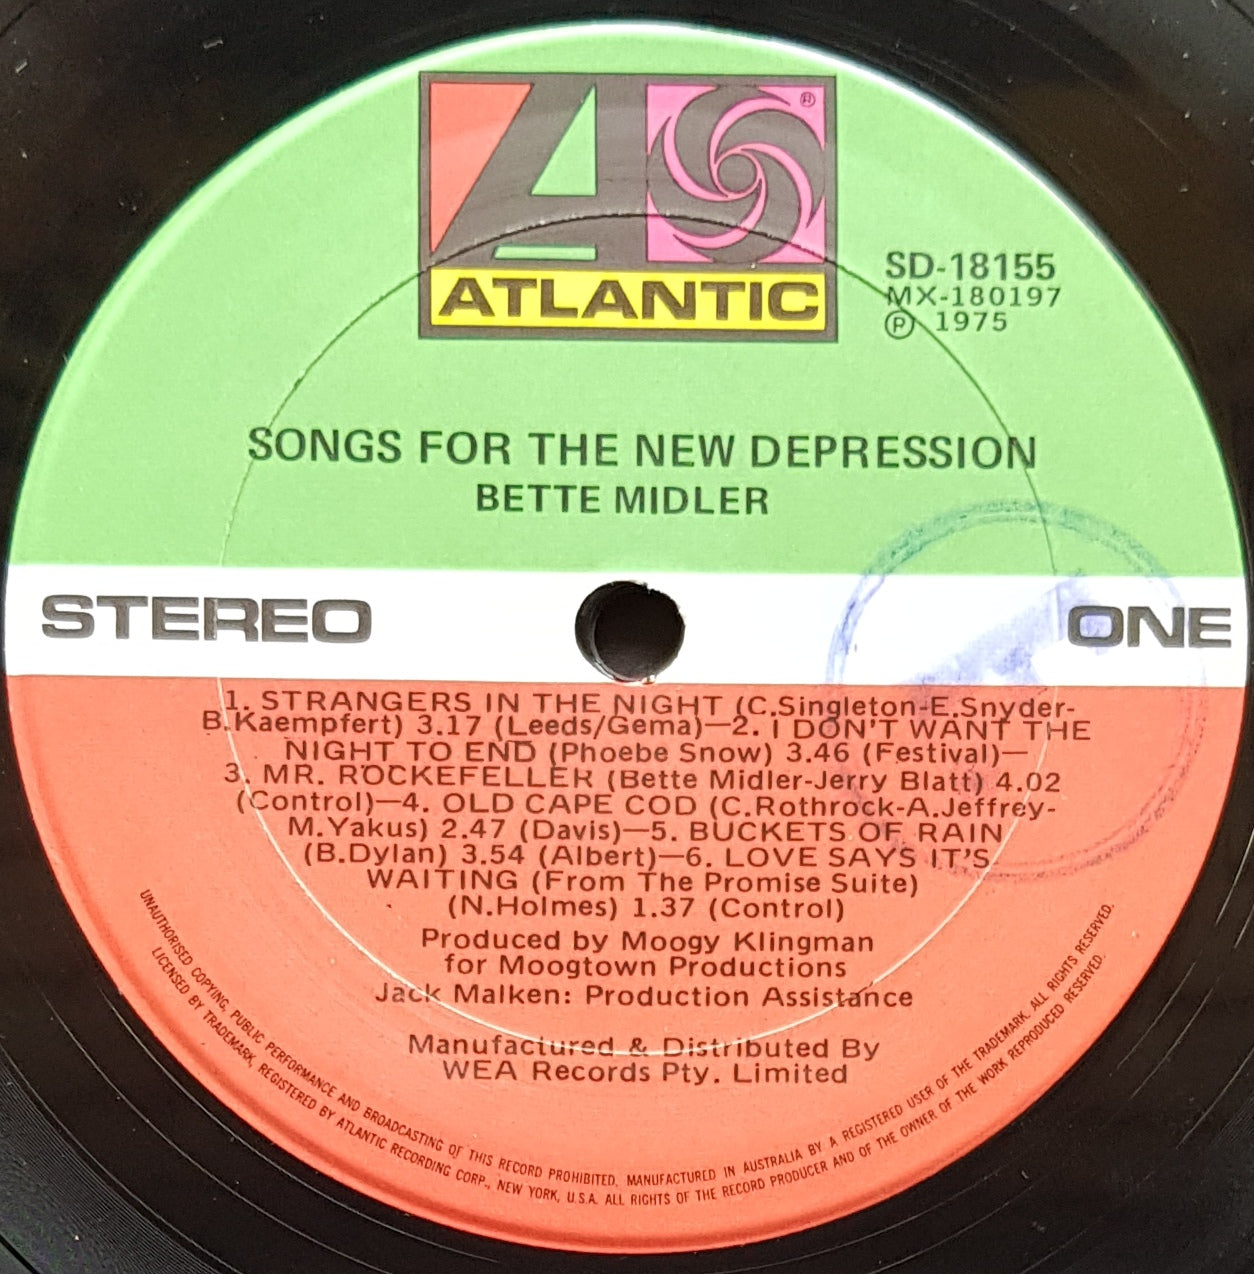 ®
ATLANTIC
SD-18155
MX-180197
Ⓟ 1975
SONGS FOR THE NEW DEPRESSION
BETTE MIDLER
STEREO
ONE
1. STRANGERS IN THE NIGHT (C.Singleton-E.Snyder-
B.Kaempfert) 3.17 (Leeds/Gema)—2. I DON'T WANT THE
NIGHT TO END (Phoebe Snow) 3.46 (Festival)—
3. MR. ROCKEFELLER (Bette Midler-Jerry Blatt) 4.02
(Control)—4. OLD CAPE COD (C.Rothrock-A.Jeffrey-
M.Yakus) 2.47 (Davis)—5. BUCKETS OF RAIN
(B.Dylan) 3.54 (Albert)—6. LOVE SAYS IT'S
WAITING (From The Promise Suite)
(N.Holmes) 1.37 (Control)
Produced by Moogy Klingman
for Moogtown Productions
Jack Malken: Production Assistance
Manufactured & Distributed By
WEA Records Pty. Limited
UNAUTHORISED COPYING, PUBLIC PERFORMANCE AND BROADCASTING OF THIS RECORD PROHIBITED. MANUFACTURED IN AUSTRALIA BY A REGISTERED USER OF THE TRADEMARK. ALL RIGHTS RESERVED.
LICENSED BY TRADEMARK, REGISTERED BY ATLANTIC RECORDING CORP., NEW YORK, U.S.A. ALL RIGHTS OF THE RECORD PRODUCER AND OF THE OWNER OF THE WORK REPRODUCED RESERVED.